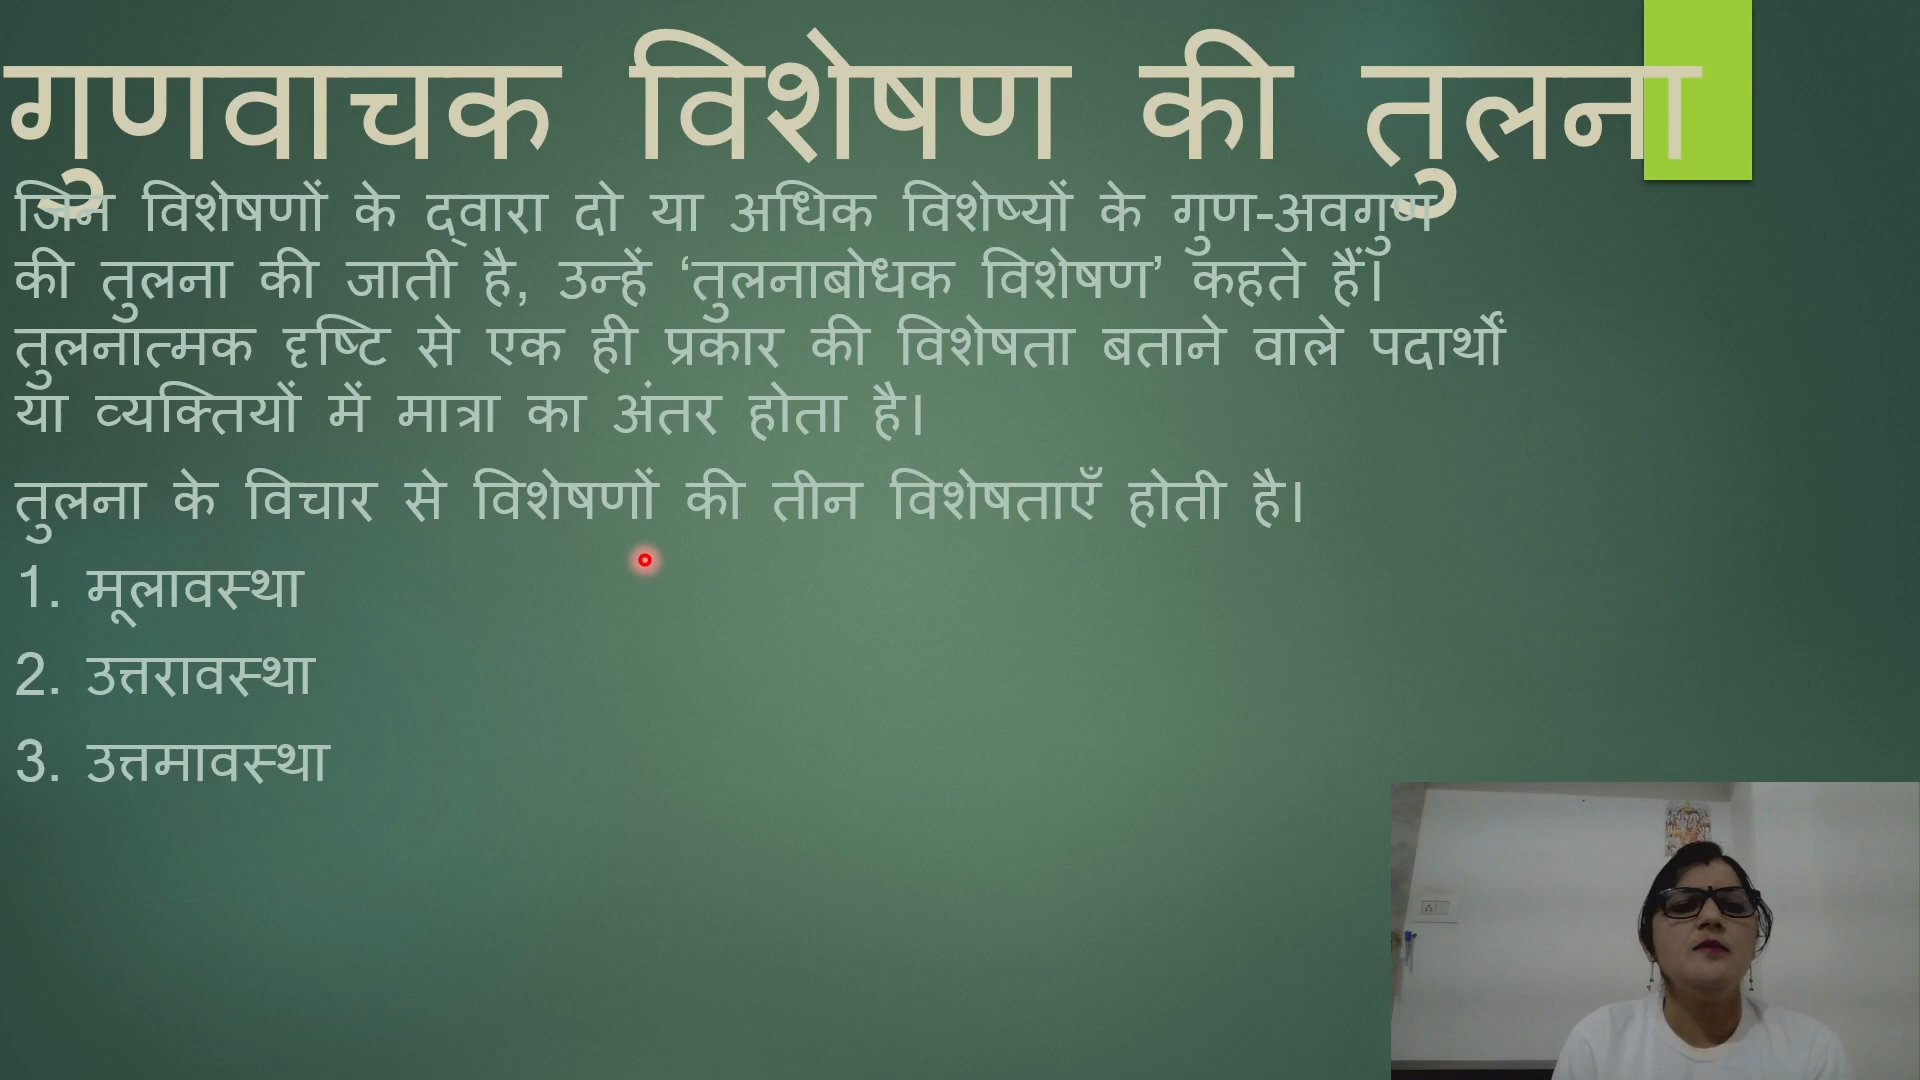 गुणवाचक विशेषण की तुलना
जिन विशेषणों के द्वारा दो या अधिक विशेष्यों के गुण-अवगुण
की तुलना की जाती है, उन्हें ‘तुलनाबोधक विशेषण’ कहते हैं।
तुलनात्मक दृष्टि से एक ही प्रकार की विशेषता बताने वाले पदार्थों
या व्यक्तियों में मात्रा का अंतर होता है।
तुलना के विचार से विशेषणों की तीन विशेषताएँ होती है।
1. मूलावस्था
2. उत्तरावस्था
3. उत्तमावस्था